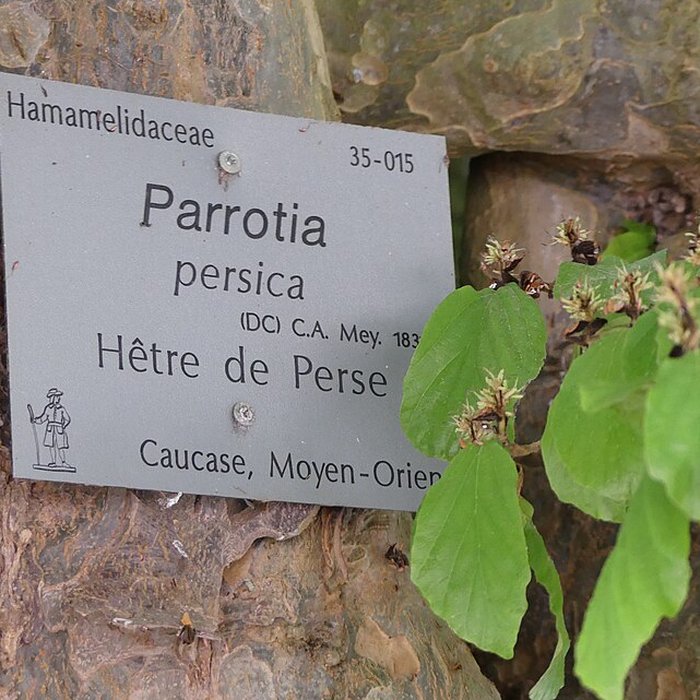 Hamamelidaceae
35-015
Parrotia
persica
(DC) C.A. Mey. 183
Hêtre de Perse
Caucase, Moyen-Orien